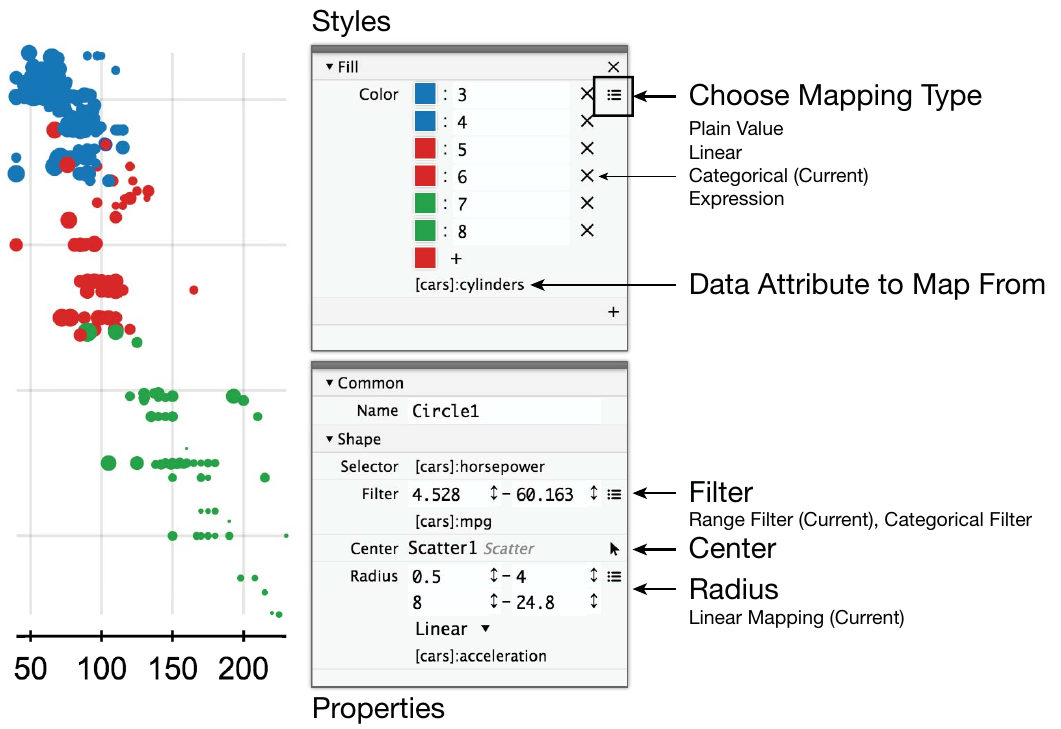 Styles
▼ Fill ×
Color : 3 ×
: 4 ×
: 5 ×
: 6 ×
: 7 ×
: 8 ×
+
[cars]:cylinders
+
Choose Mapping Type
Plain Value
Linear
Categorical (Current)
Expression
Data Attribute to Map From
▼ Common
Name Circle1
▼ Shape
Selector [cars]:horsepower
Filter 4.528 ↕ - 60.163 ↕
[cars]:mpg
Center Scatter1 Scatter
Radius 0.5 ↕ - 4 ↕
8 ↕ - 24.8 ↕
Linear ▼
[cars]:acceleration
Filter
Range Filter (Current), Categorical Filter
Center
Radius
Linear Mapping (Current)
50 100 150 200
Properties